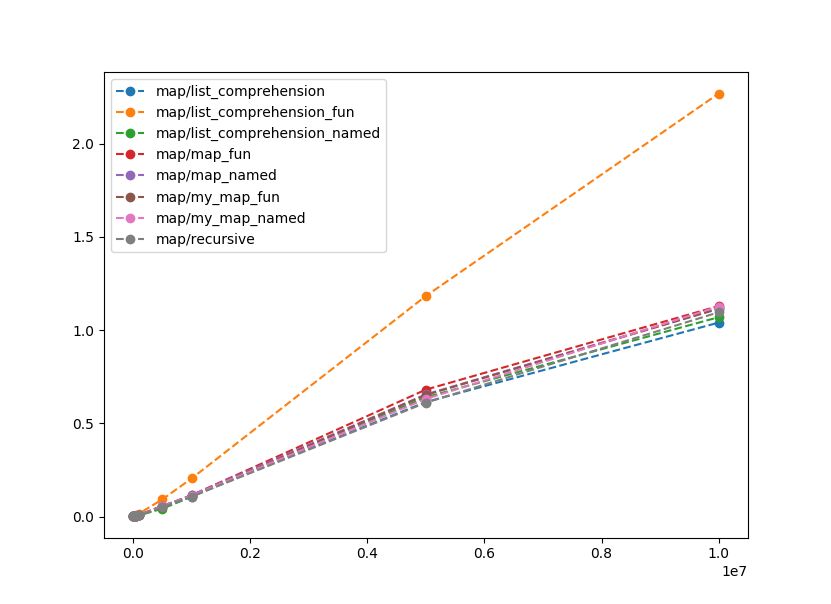 map/list_comprehension
map/list_comprehension_fun
map/list_comprehension_named
map/map_fun
map/map_named
map/my_map_fun
map/my_map_named
map/recursive
2.0
1.5
1.0
0.5
0.0
0.0 0.2 0.4 0.6 0.8 1.0
1e7